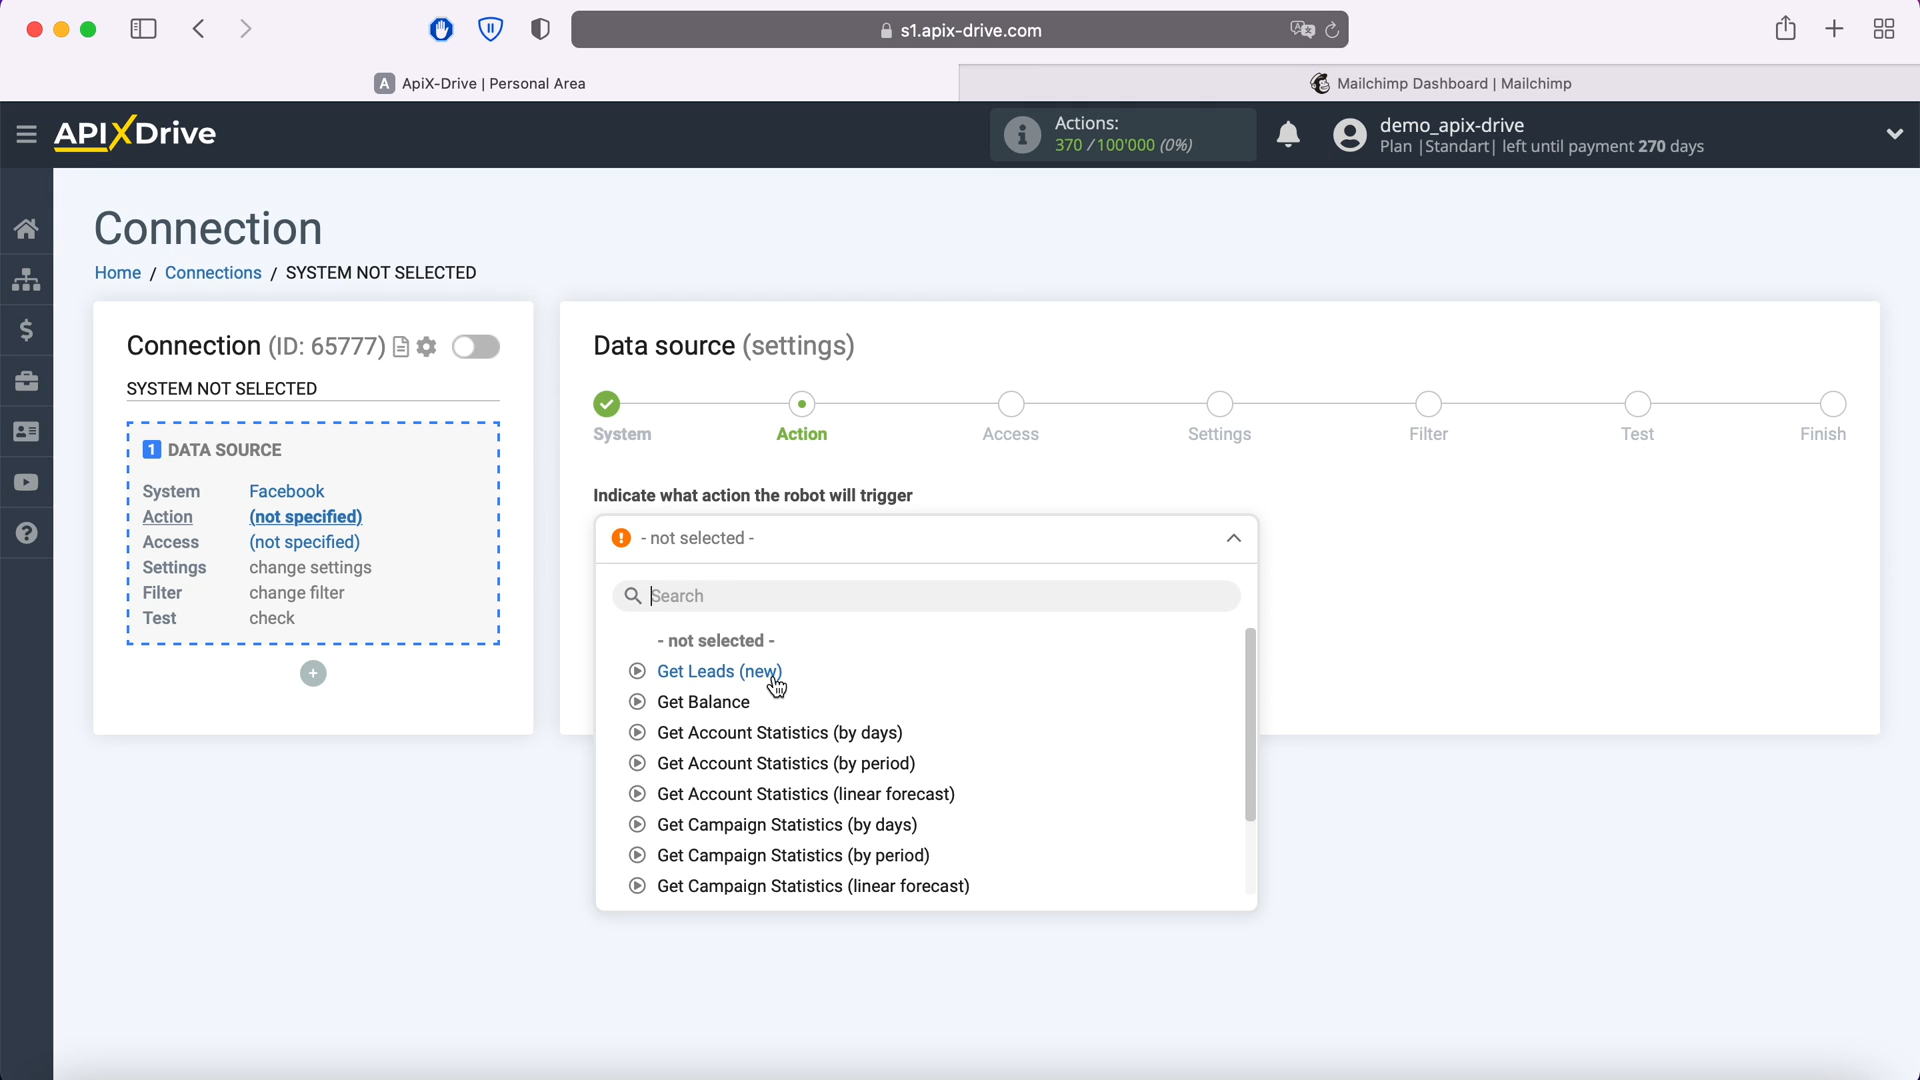 s1.apix-drive.com
A ApiX-Drive | Personal Area
Mailchimp Dashboard | Mailchimp
APIXDrive
Actions:
370 /100'000 (0%)
demo_apix-drive
Plan |Standart| left until payment 270 days
Connection
Home / Connections / SYSTEM NOT SELECTED
Connection (ID: 65777)
SYSTEM NOT SELECTED
1 DATA SOURCE
System Facebook
Action (not specified)
Access (not specified)
Settings change settings
Filter change filter
Test check
Data source (settings)
System Action Access Settings Filter Test Finish
Indicate what action the robot will trigger
- not selected -
Search
- not selected -
Get Leads (new)
Get Balance
Get Account Statistics (by days)
Get Account Statistics (by period)
Get Account Statistics (linear forecast)
Get Campaign Statistics (by days)
Get Campaign Statistics (by period)
Get Campaign Statistics (linear forecast)